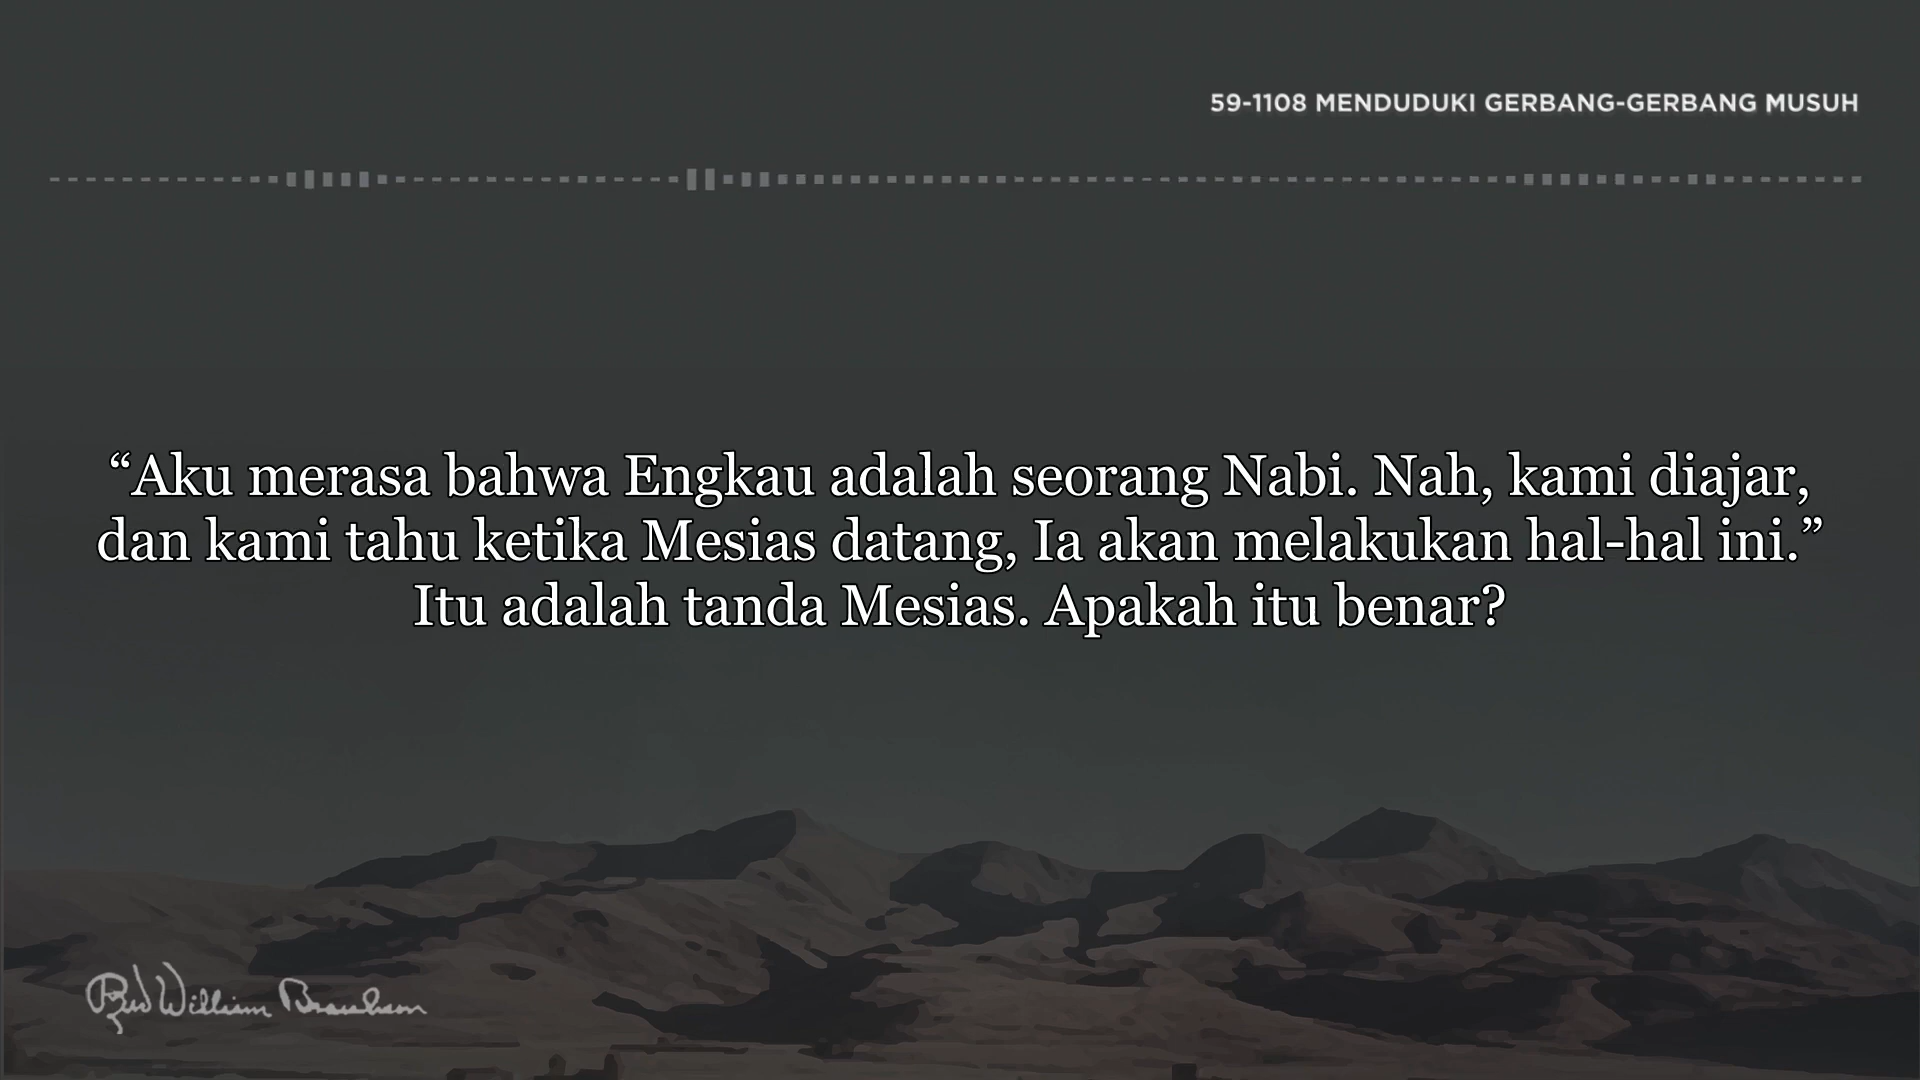 59-1108 MENDUDUKI GERBANG-GERBANG MUSUH
“Aku merasa bahwa Engkau adalah seorang Nabi. Nah, kami diajar,
dan kami tahu ketika Mesias datang, Ia akan melakukan hal-hal ini.”
Itu adalah tanda Mesias. Apakah itu benar?
Rev William Branham